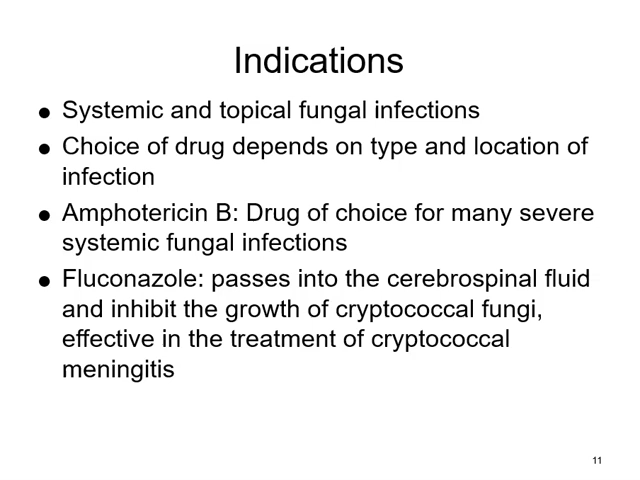 Indications
● Systemic and topical fungal infections
● Choice of drug depends on type and location of
infection
● Amphotericin B: Drug of choice for many severe
systemic fungal infections
● Fluconazole: passes into the cerebrospinal fluid
and inhibit the growth of cryptococcal fungi,
effective in the treatment of cryptococcal
meningitis
11